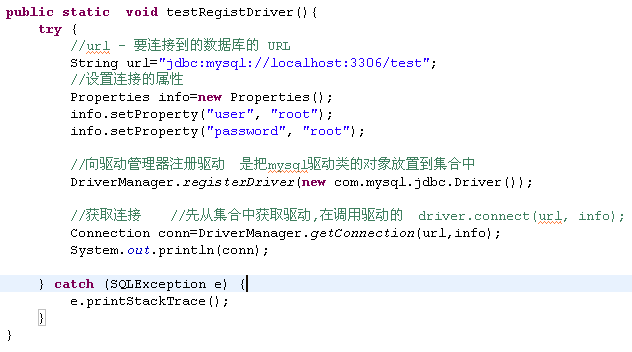 public static  void testRegistDriver(){
    try {
        //url - 要连接到的数据库的 URL
        String url="jdbc:mysql://localhost:3306/test";
        //设置连接的属性
        Properties info=new Properties();
        info.setProperty("user", "root");
        info.setProperty("password", "root");
        //向驱动管理器注册驱动  是把mysql驱动类的对象放置到集合中
        DriverManager.registerDriver(new com.mysql.jdbc.Driver());
        //获取连接   //先从集合中获取驱动,在调用驱动的 driver.connect(url, info);
        Connection conn=DriverManager.getConnection(url,info);
        System.out.println(conn);
    } catch (SQLException e) {
        e.printStackTrace();
    }
}